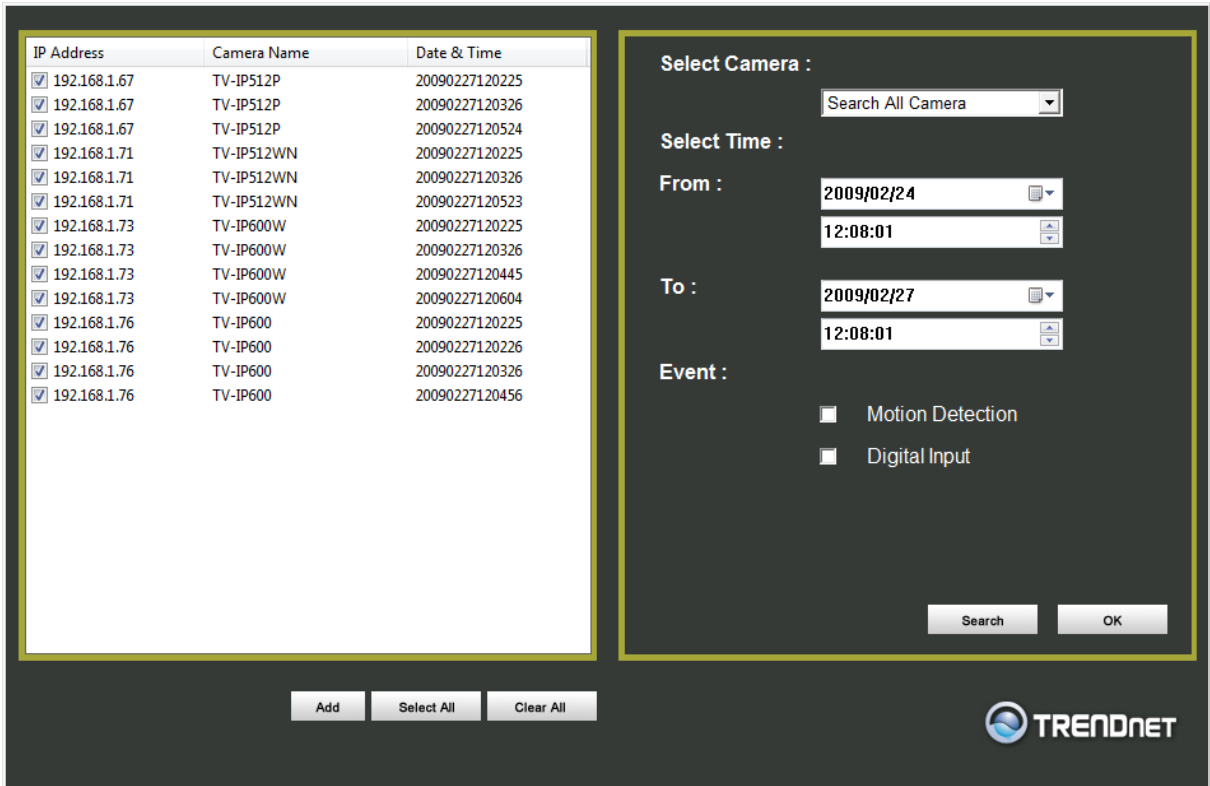 IP Address Camera Name Date & Time
192.168.1.67 TV-IP512P 20090227120225
192.168.1.67 TV-IP512P 20090227120326
192.168.1.67 TV-IP512P 20090227120524
192.168.1.71 TV-IP512WN 20090227120225
192.168.1.71 TV-IP512WN 20090227120326
192.168.1.71 TV-IP512WN 20090227120523
192.168.1.73 TV-IP600W 20090227120225
192.168.1.73 TV-IP600W 20090227120326
192.168.1.73 TV-IP600W 20090227120445
192.168.1.73 TV-IP600W 20090227120604
192.168.1.76 TV-IP600 20090227120225
192.168.1.76 TV-IP600 20090227120226
192.168.1.76 TV-IP600 20090227120326
192.168.1.76 TV-IP600 20090227120456
Add Select All Clear All
Select Camera :
Search All Camera
Select Time :
From :
2009/02/24
12:08:01
To :
2009/02/27
12:08:01
Event :
Motion Detection
Digital Input
Search OK
TRENDNET